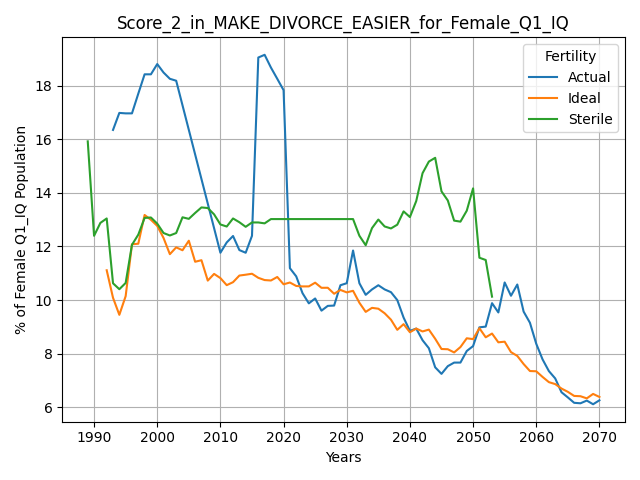 Score_2_in_MAKE_DIVORCE_EASIER_for_Female_Q1_IQ
% of Female Q1_IQ Population
18
16
14
12
10
8
6
Fertility
Actual
Ideal
Sterile
1990 2000 2010 2020 2030 2040 2050 2060 2070
Years